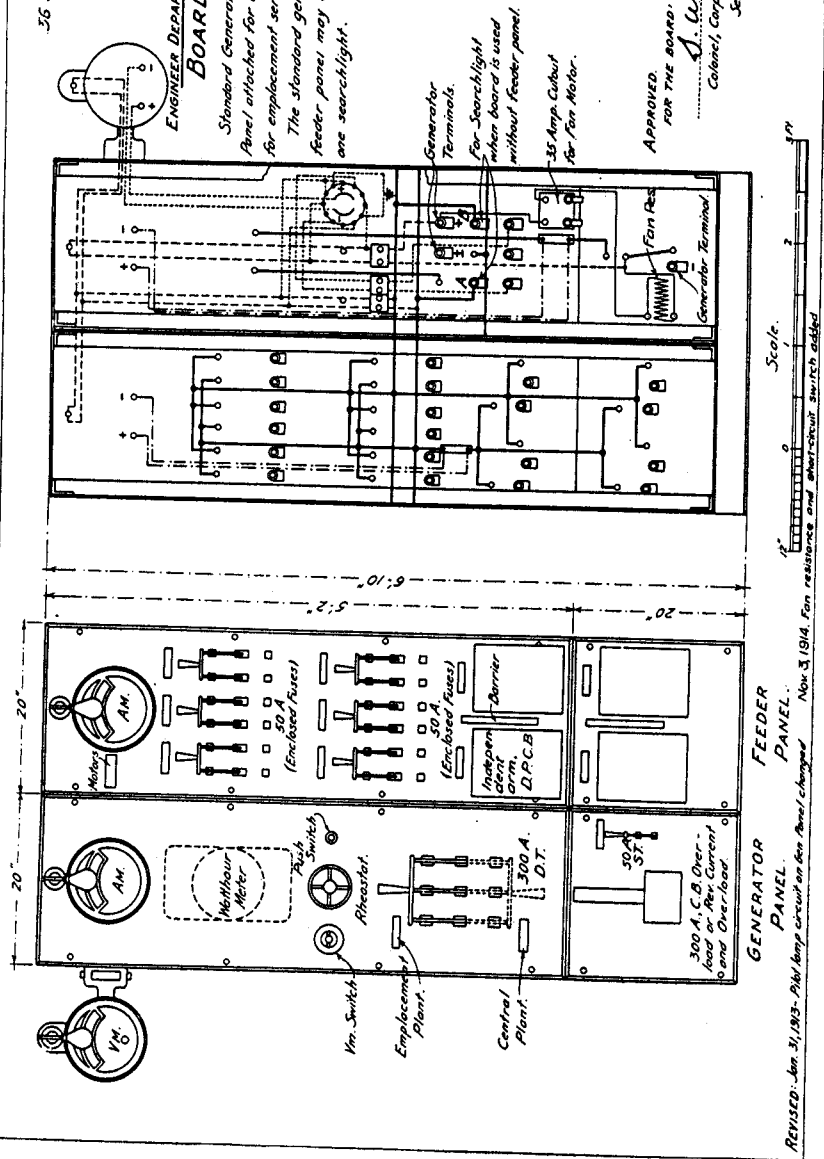 56
ENGINEER DEPAR
BOARD
Standard Generator
Panel attached for
for emplacement ser
The standard gen
feeder panel may
one searchlight.
Generator
Terminals.
For Searchlight
when board is used
without feeder panel.
35 Amp. Cutout
for Fan Motor.
APPROVED.
FOR THE BOARD:
Colonel, Corp
Se
+ -
+ -
+ -
A
±
+B
Fan Res.
Generator Terminal.
-
Scale.
12" 0 1 2 3 Ft.
6'-10"
5'-2"
20"
20" 20"
V.M.
A.M.
A.M.
Motors
Watthour
Meter
Push
Switch
Rheostat.
Vm. Switch
Emplacement
Plant.
Central
Plant.
300 A.
D.T.
50 A
(Enclosed Fuses)
50 A
(Enclosed Fuses)
Barrier
Indepen
dent
arm.
D.P.C.B
50 A.
S.T.
300 A. C.B. Over-
load or Rev. Current
and Overload.
GENERATOR
PANEL.
FEEDER
PANEL.
REVISED: Jan. 31, 1913 - Pilot lamp circuit on Gen Panel changed Nov 3, 1914. Fan resistance and short-circuit switch added